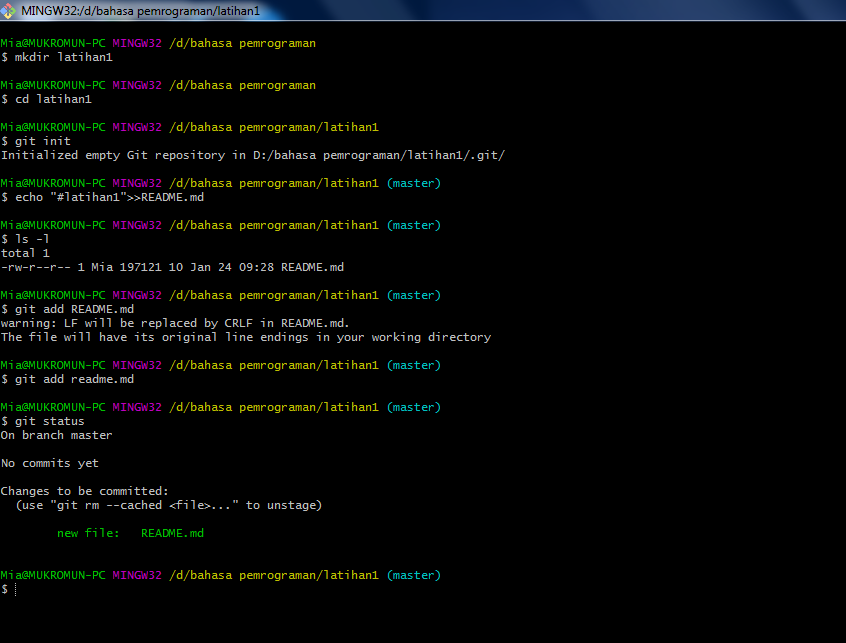 MINGW32:/d/bahasa pemrograman/latihan1
Mia@MUKROMUN-PC MINGW32 /d/bahasa pemrograman
$ mkdir latihan1
Mia@MUKROMUN-PC MINGW32 /d/bahasa pemrograman
$ cd latihan1
Mia@MUKROMUN-PC MINGW32 /d/bahasa pemrograman/latihan1
$ git init
Initialized empty Git repository in D:/bahasa pemrograman/latihan1/.git/
Mia@MUKROMUN-PC MINGW32 /d/bahasa pemrograman/latihan1 (master)
$ echo "#latihan1">>README.md
Mia@MUKROMUN-PC MINGW32 /d/bahasa pemrograman/latihan1 (master)
$ ls -l
total 1
-rw-r--r-- 1 Mia 197121 10 Jan 24 09:28 README.md
Mia@MUKROMUN-PC MINGW32 /d/bahasa pemrograman/latihan1 (master)
$ git add README.md
warning: LF will be replaced by CRLF in README.md.
The file will have its original line endings in your working directory
Mia@MUKROMUN-PC MINGW32 /d/bahasa pemrograman/latihan1 (master)
$ git add readme.md
Mia@MUKROMUN-PC MINGW32 /d/bahasa pemrograman/latihan1 (master)
$ git status
On branch master
No commits yet
Changes to be committed:
  (use "git rm --cached <file>..." to unstage)
        new file:   README.md
Mia@MUKROMUN-PC MINGW32 /d/bahasa pemrograman/latihan1 (master)
$